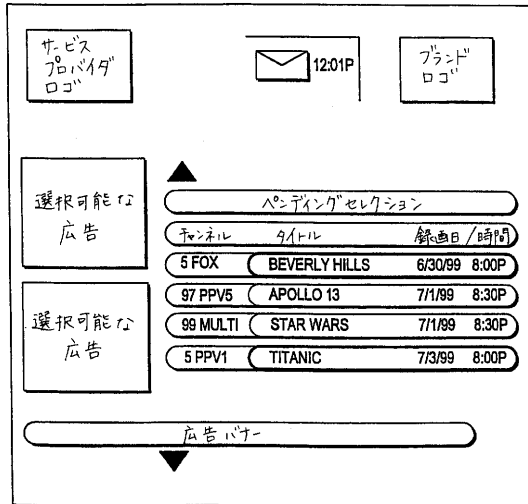 サービス
プロバイダ
ロゴ
12:01P
ブランド
ロゴ
選択可能な
広告
ペンディングセレクション
チャンネル タイトル 録画日/時間
5 FOX BEVERLY HILLS 6/30/99 8:00P
97 PPV5 APOLLO 13 7/1/99 8:30P
99 MULTI STAR WARS 7/1/99 8:30P
5 PPV1 TITANIC 7/3/99 8:00P
選択可能な
広告
広告バナー